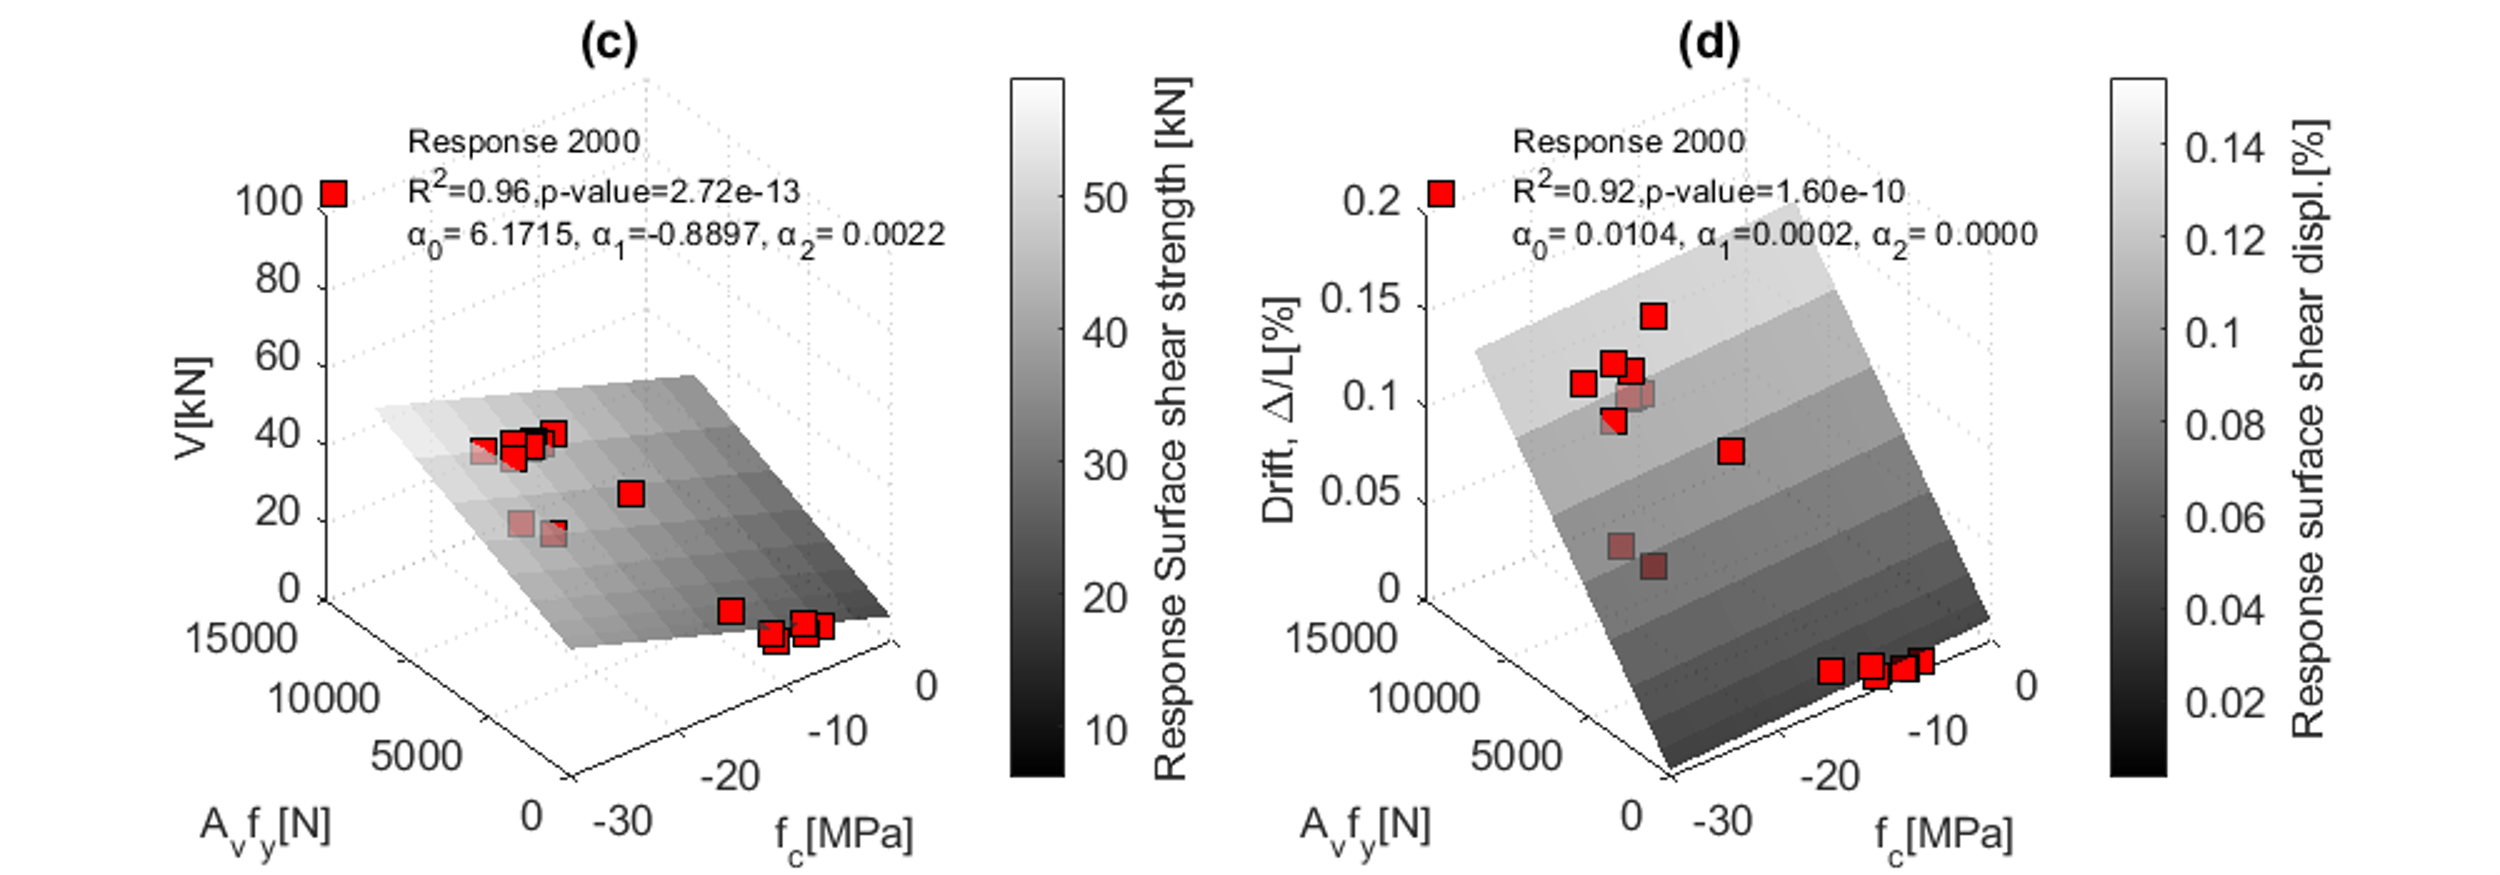 (c)
Response 2000
R2=0.96,p-value=2.72e-13
α0= 6.1715, α1=-0.8897, α2= 0.0022
100
80
60
40
20
0
V[kN]
15000
10000
5000
0
Avfy[N]
-30
-20
-10
0
fc[MPa]
50
40
30
20
10
Response Surface shear strength [kN]
(d)
Response 2000
R2=0.92,p-value=1.60e-10
α0= 0.0104, α1=0.0002, α2= 0.0000
0.2
0.15
0.1
0.05
0
Drift, Δ/L[%]
15000
10000
5000
0
Avfy[N]
-30
-20
-10
0
fc[MPa]
0.14
0.12
0.1
0.08
0.06
0.04
0.02
Response surface shear displ.[%]